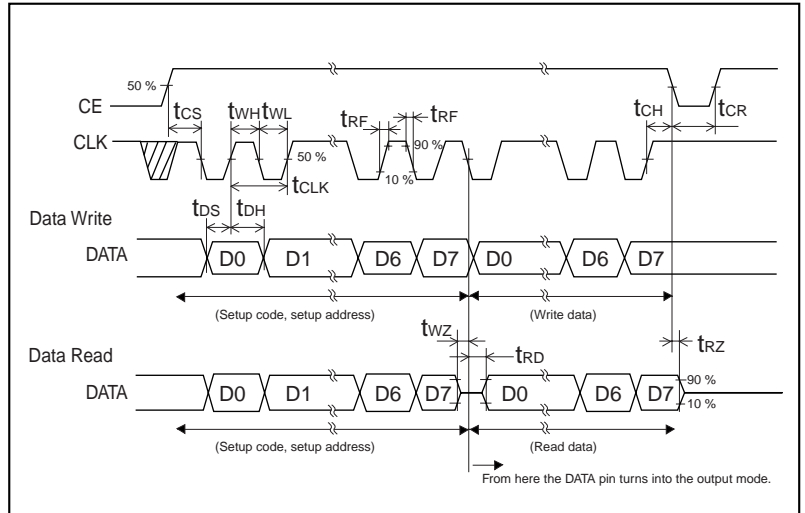 50 %
CE
tCS
tWH
tWL
tRF
tRF
tCH
tCR
CLK
50 %
90 %
10 %
tCLK
tDS
tDH
Data Write
DATA
D0
D1
D6
D7
D0
D6
D7
(Setup code, setup address)
(Write data)
tWZ
tRD
tRZ
Data Read
DATA
D0
D1
D6
D7
D0
D6
D7
90 %
10 %
(Setup code, setup address)
(Read data)
From here the DATA pin turns into the output mode.